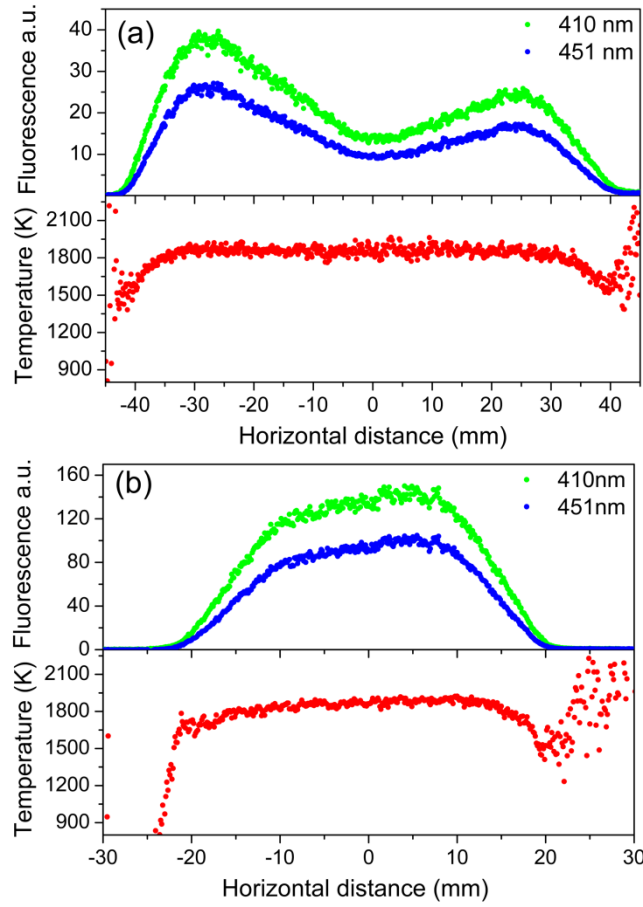 (a)
410 nm
451 nm
Fluorescence a.u.
40
30
20
10
Temperature (K)
2100
1800
1500
1200
900
-40 -30 -20 -10 0 10 20 30 40
Horizontal distance (mm)
(b)
410nm
451nm
Fluorescence a.u.
160
120
80
40
0
Temperature (K)
2100
1800
1500
1200
900
-30 -20 -10 0 10 20 30
Horizontal distance (mm)